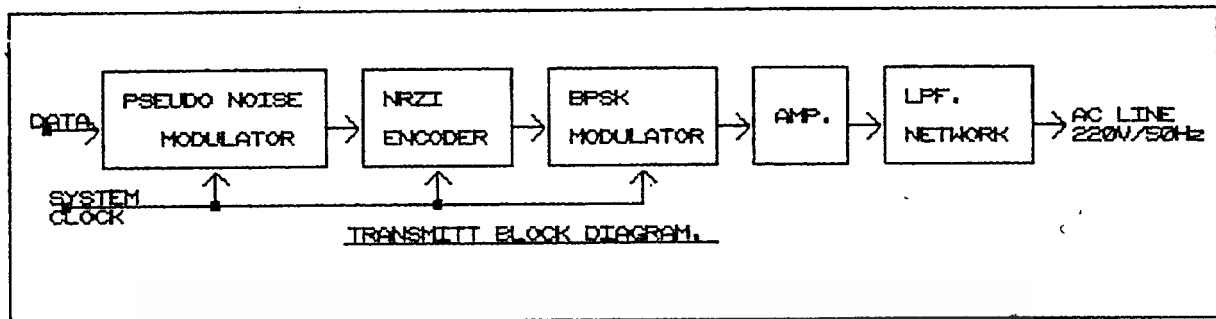 DATA.
PSEUDO NOISE
MODULATOR
NRZI
ENCODER
BPSK
MODULATOR
AMP.
LPF.
NETWORK
AC LINE
220V/50Hz
SYSTEM
CLOCK
TRANSMITT BLOCK DIAGRAM.